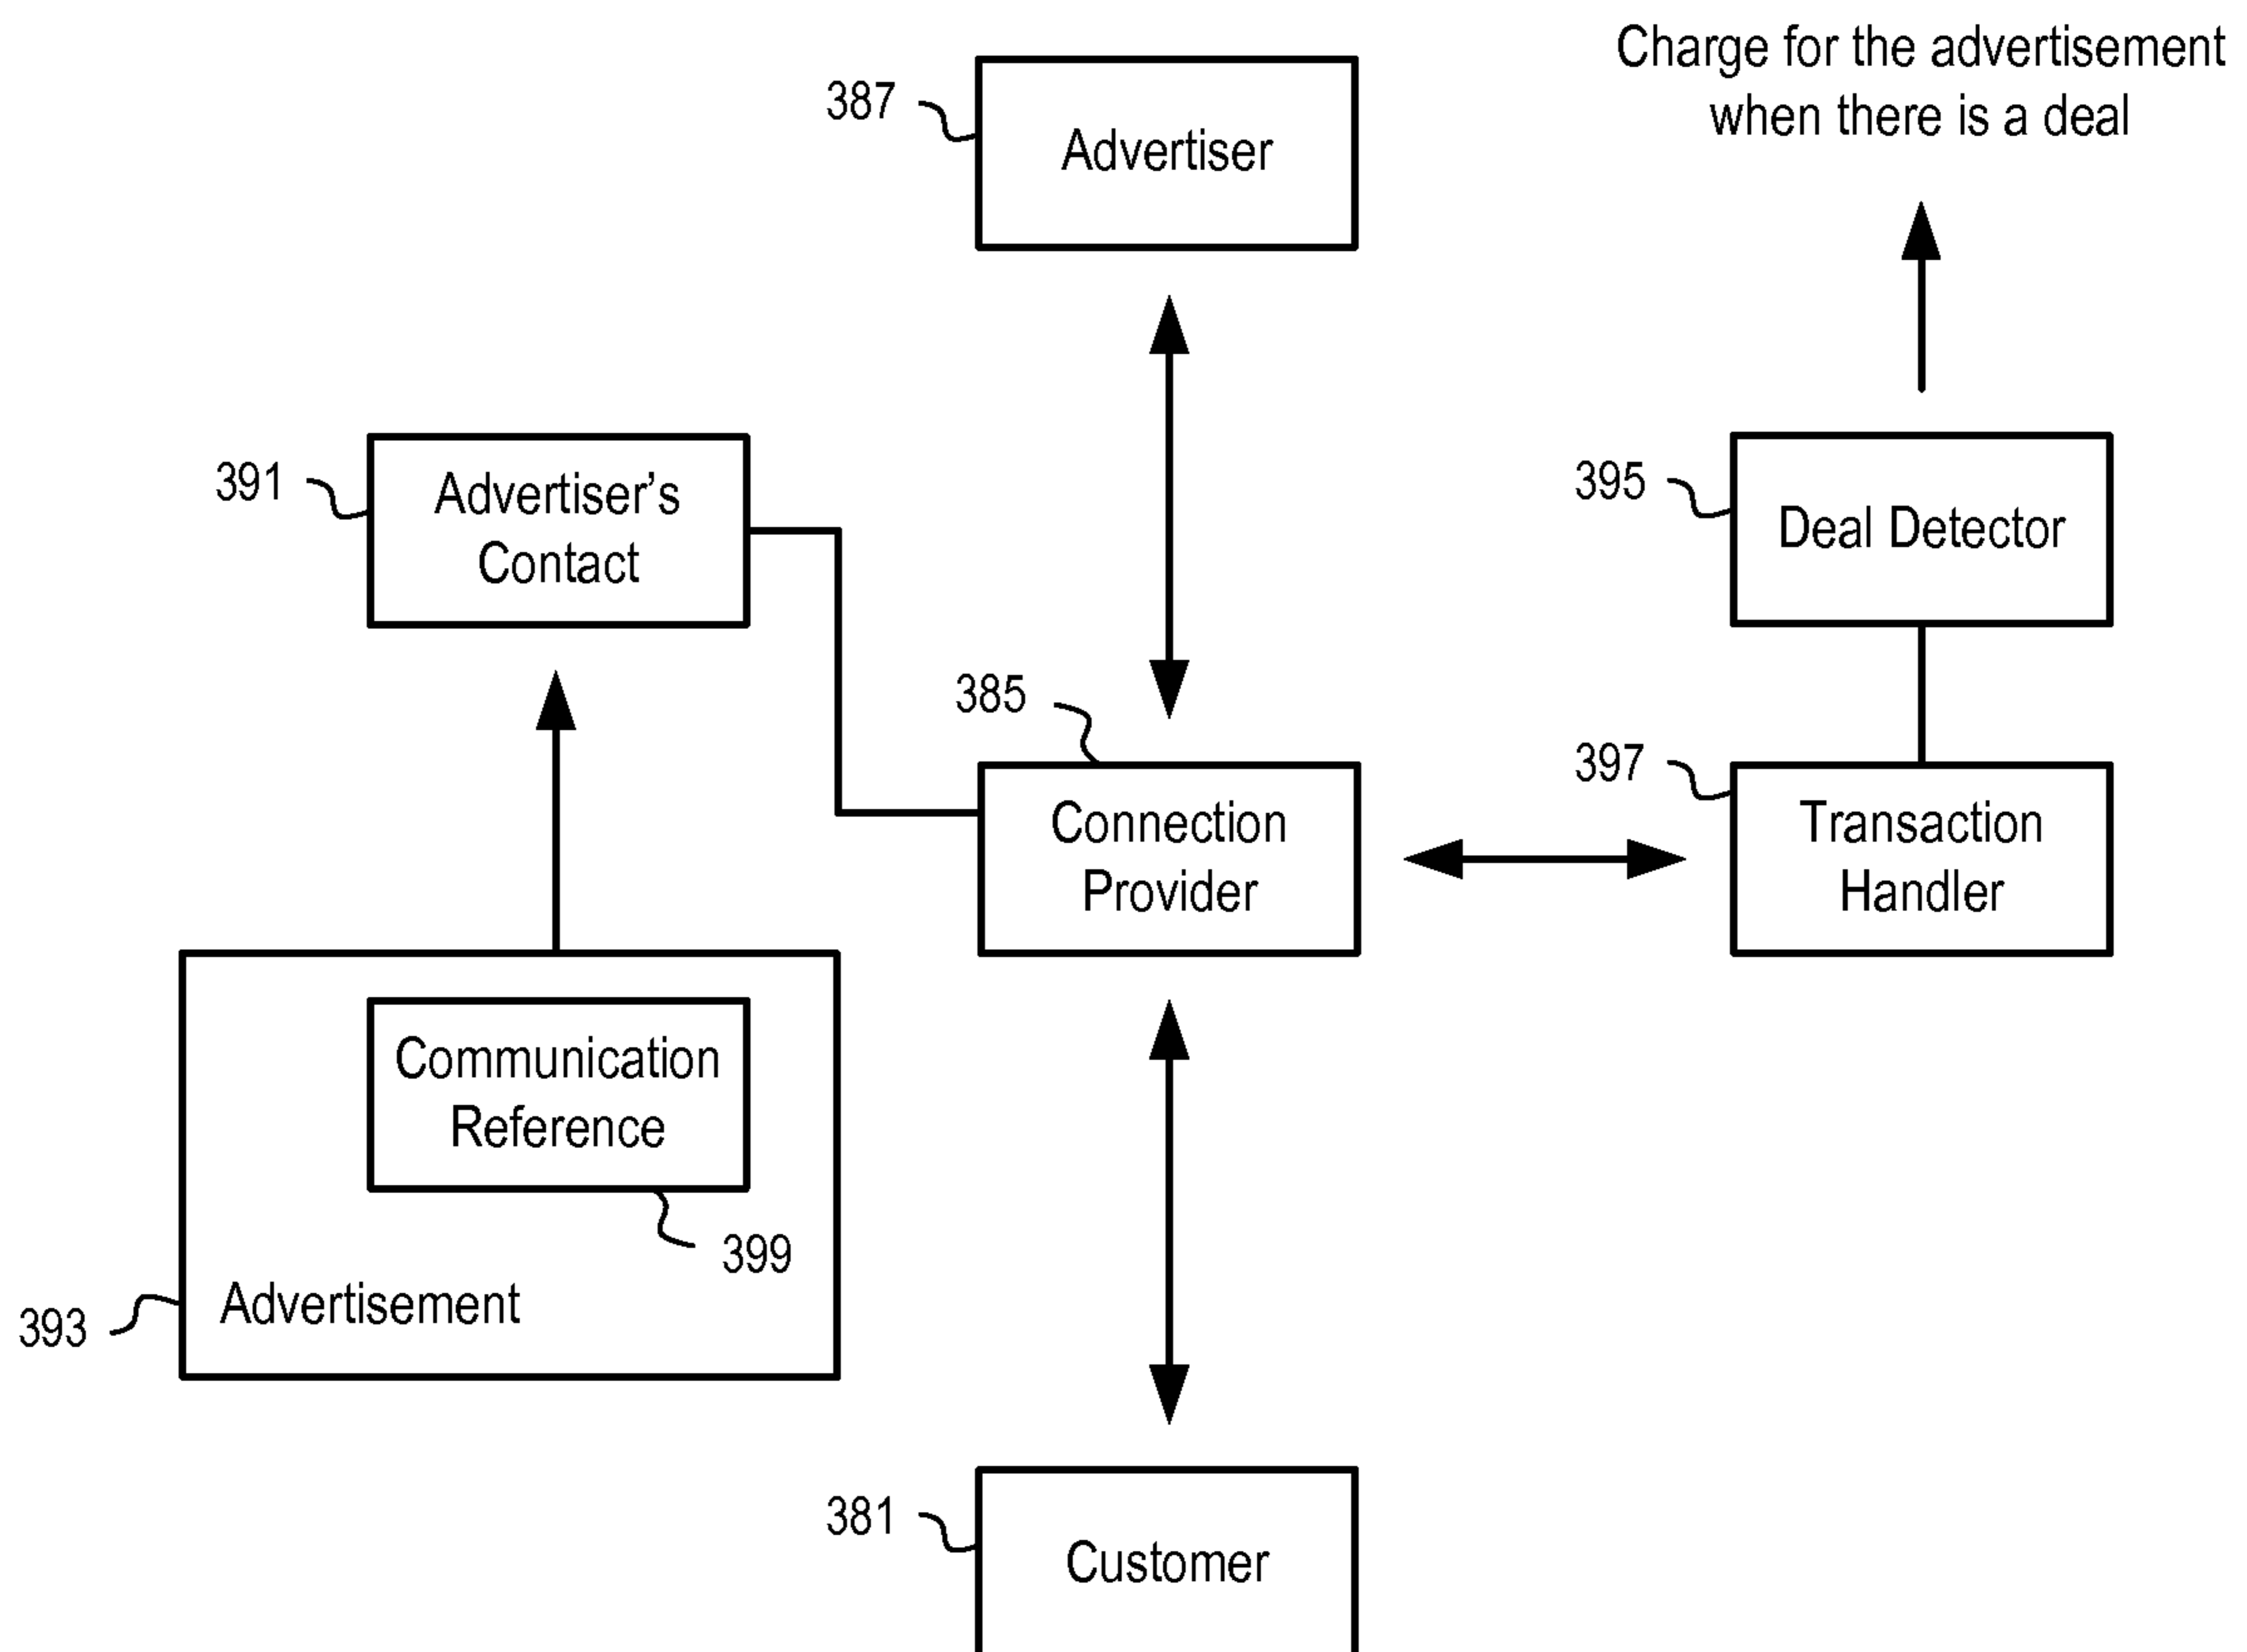 Charge for the advertisement
when there is a deal
387
Advertiser
391
Advertiser's
Contact
395
Deal Detector
385
Connection
Provider
397
Transaction
Handler
Communication
Reference
399
Advertisement
393
381
Customer